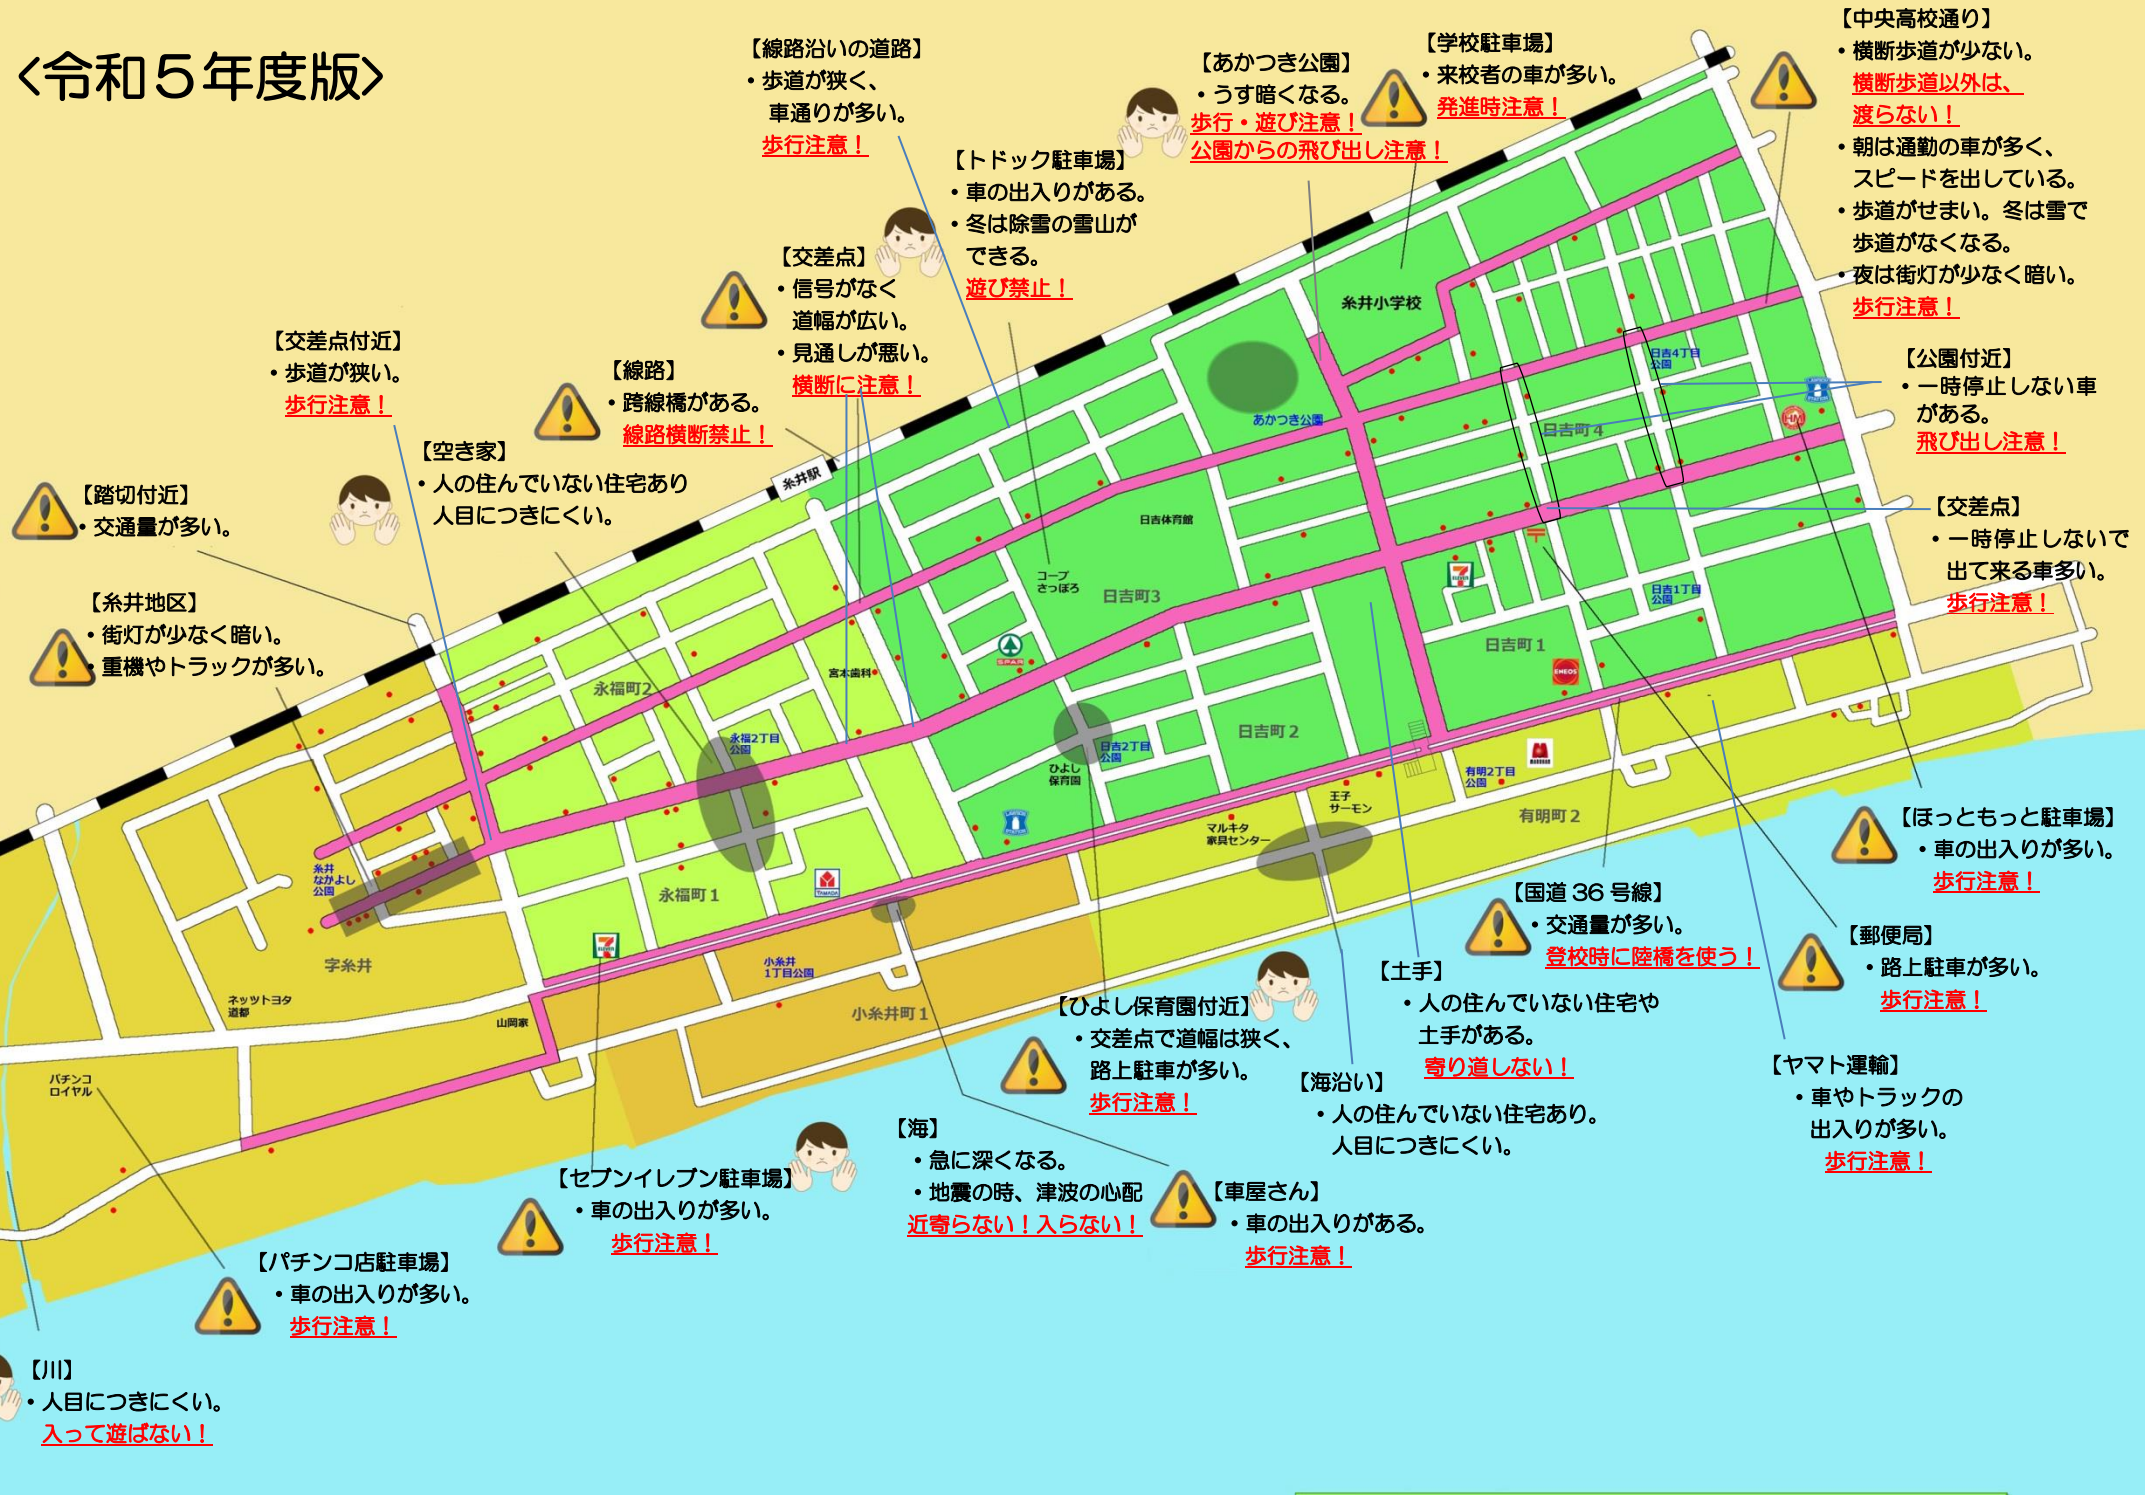 <令和５年度版>
【線路沿いの道路】
・歩道が狭く、
車通りが多い。
歩行注意！
【あかつき公園】
・うす暗くなる。
歩行・遊び注意！
公園からの飛び出し注意！
【学校駐車場】
・来校者の車が多い。
発進時注意！
【中央高校通り】
・横断歩道が少ない。
横断歩道以外は、
渡らない！
・朝は通勤の車が多く、
スピードを出している。
・歩道がせまい。冬は雪で
歩道がなくなる。
・夜は街灯が少なく暗い。
歩行注意！
【トドック駐車場】
・車の出入りがある。
・冬は除雪の雪山が
できる。
遊び禁止！
【交差点】
・信号がなく
道幅が広い。
・見通しが悪い。
横断に注意！
【交差点付近】
・歩道が狭い。
歩行注意！
【線路】
・跨線橋がある。
線路横断禁止！
【空き家】
・人の住んでいない住宅あり
人目につきにくい。
【踏切付近】
・交通量が多い。
【糸井地区】
・街灯が少なく暗い。
・重機やトラックが多い。
【公園付近】
・一時停止しない車
がある。
飛び出し注意！
【交差点】
・一時停止しないで
出て来る車多い。
歩行注意！
糸井小学校
日吉4丁目
公園
あかつき公園
日吉町４
HM
糸井駅
日吉体育館
コープ
さっぽろ
日吉町3
〒
7
ELEVEN
日吉1丁目
公園
日吉町１
ENEOS
SPAR
宮本歯科
永福町2
永福2丁目
公園
日吉町２
日吉2丁目
公園
ひよし
保育園
有明2丁目
公園
有明町２
王子
サーモン
マルキタ
家具センター
糸井
なかよし
公園
永福町１
TAMADA
7
ELEVEN
字糸井
小糸井
1丁目公園
ネッツトヨタ
道都
山岡家
小糸井町１
パチンコ
ロイヤル
【ほっともっと駐車場】
・車の出入りが多い。
歩行注意！
【国道 36 号線】
・交通量が多い。
登校時に陸橋を使う！
【郵便局】
・路上駐車が多い。
歩行注意！
【土手】
・人の住んでいない住宅や
土手がある。
寄り道しない！
【ひよし保育園付近】
・交差点で道幅は狭く、
路上駐車が多い。
歩行注意！
【海沿い】
・人の住んでいない住宅あり。
人目につきにくい。
【ヤマト運輸】
・車やトラックの
出入りが多い。
歩行注意！
【海】
・急に深くなる。
・地震の時、津波の心配
近寄らない！入らない！
【車屋さん】
・車の出入りがある。
歩行注意！
【セブンイレブン駐車場】
・車の出入りが多い。
歩行注意！
【パチンコ店駐車場】
・車の出入りが多い。
歩行注意！
【川】
・人目につきにくい。
入って遊ばない！